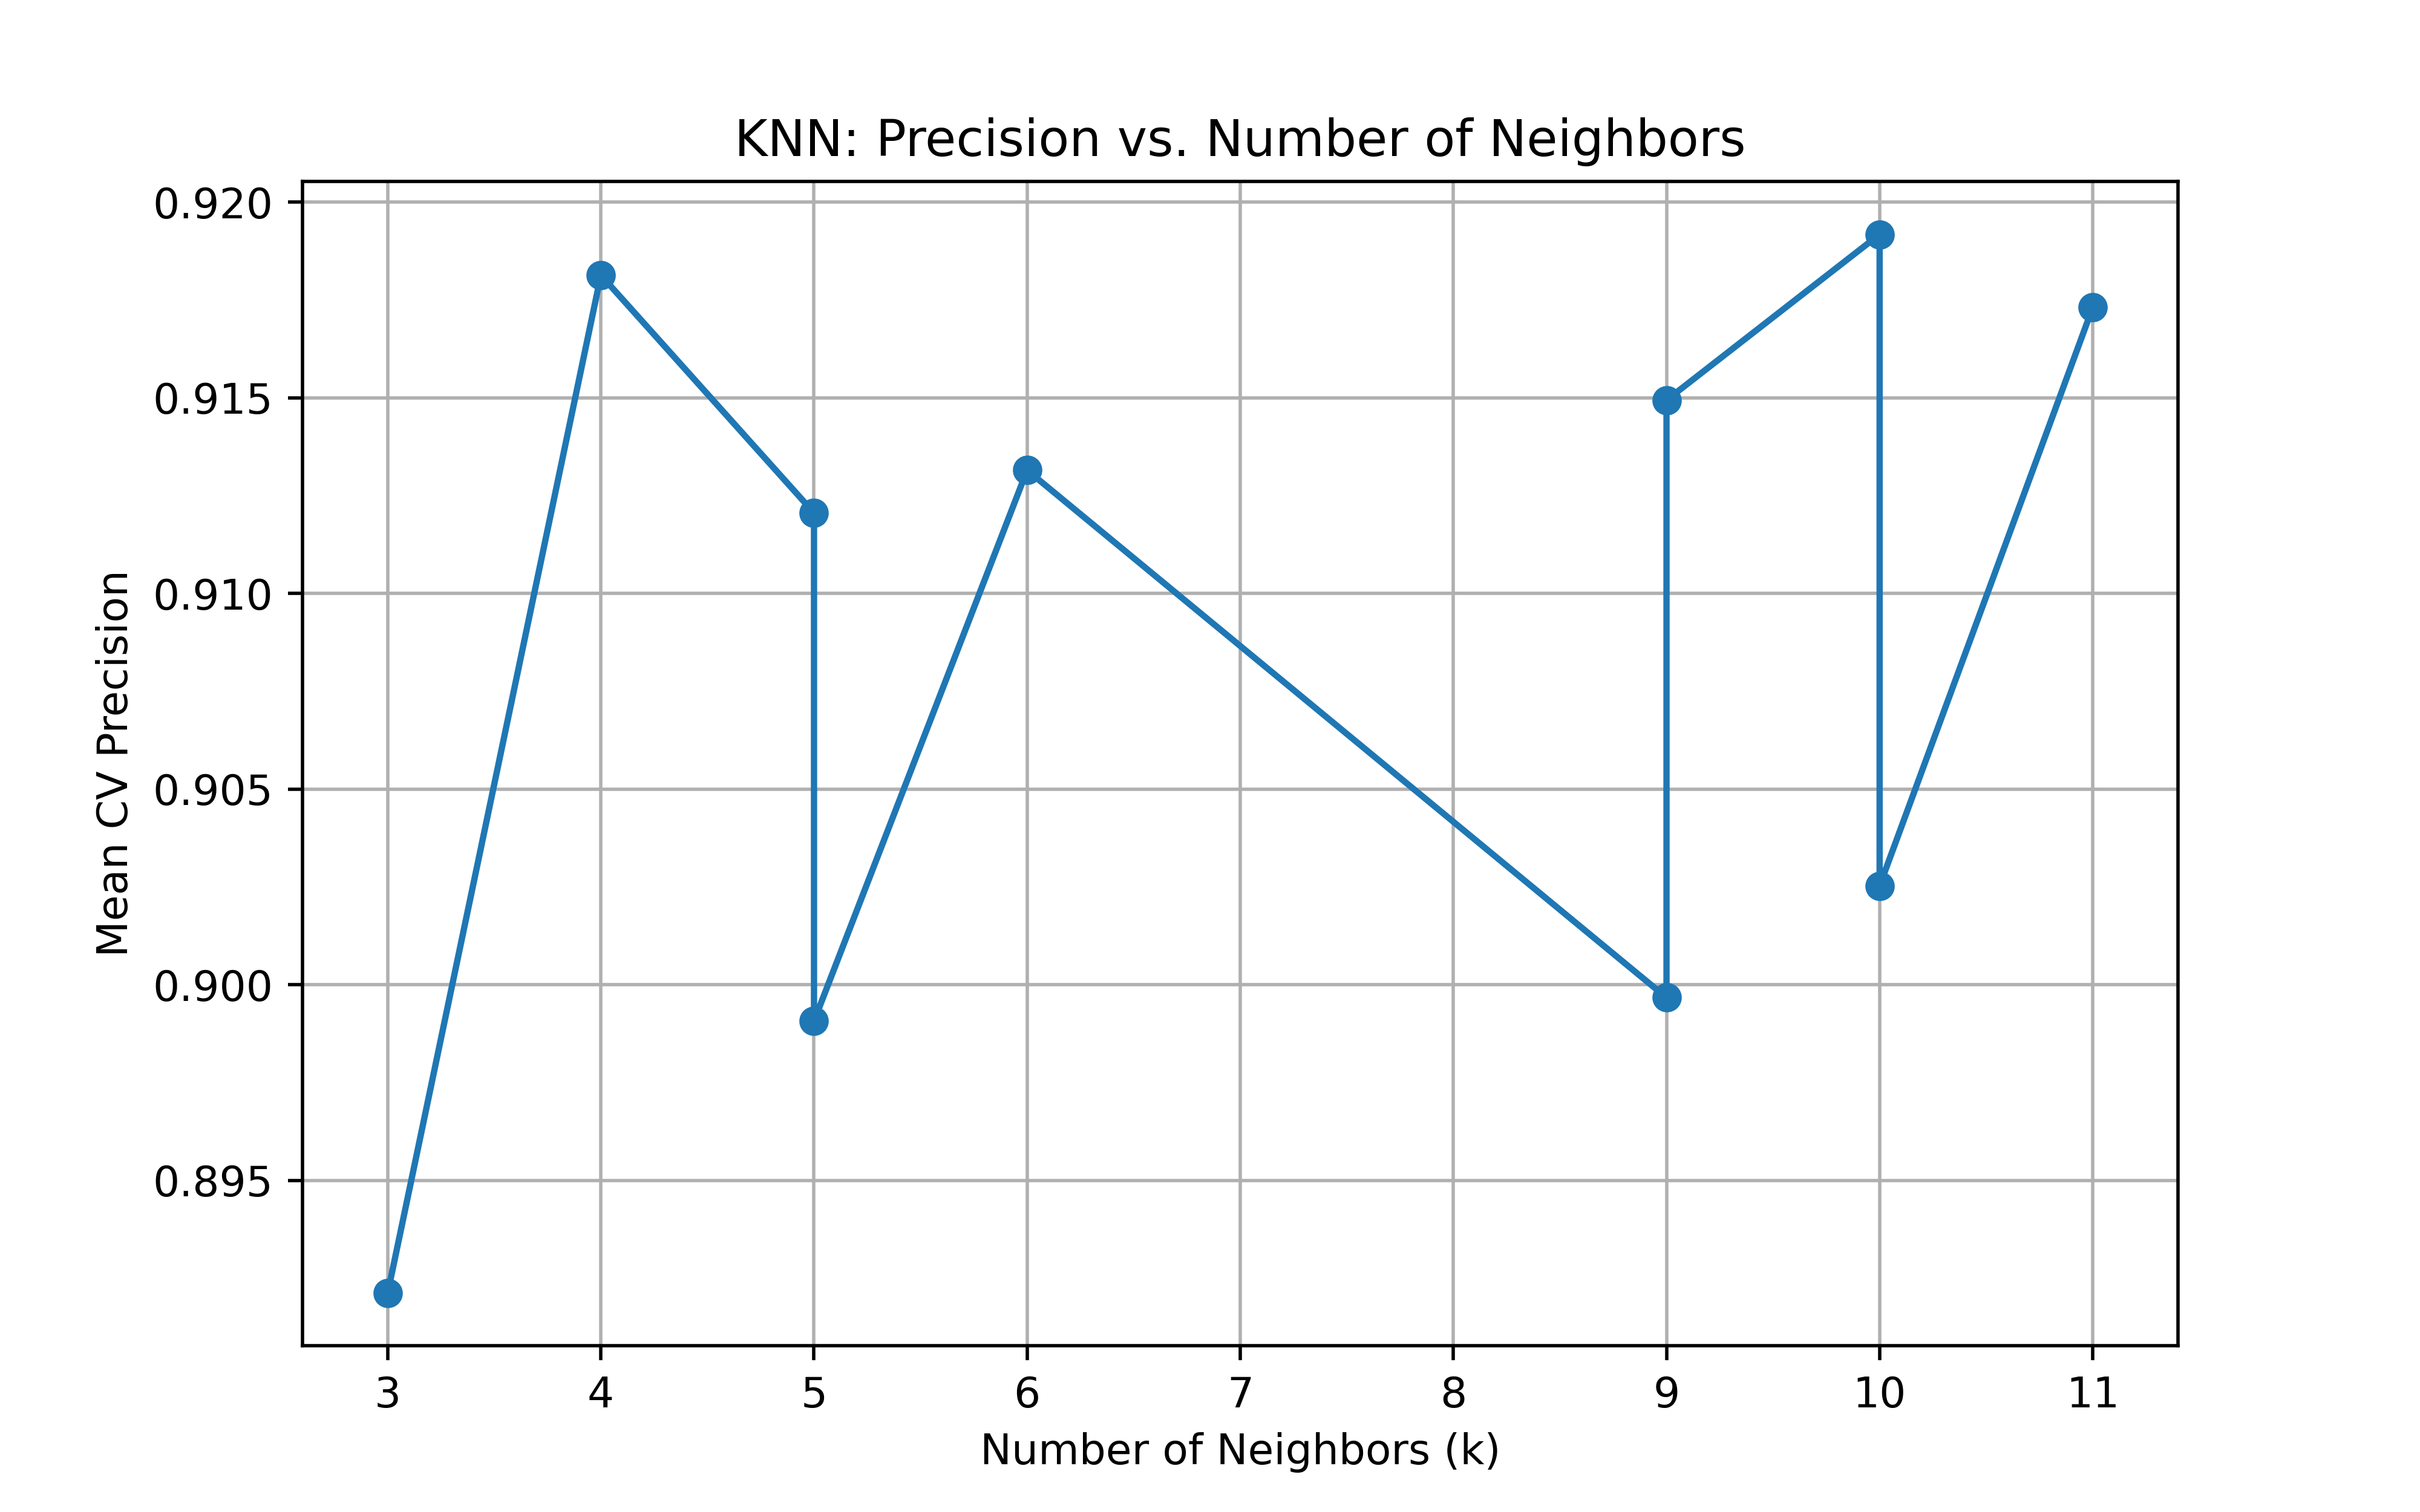 KNN: Precision vs. Number of Neighbors
0.920
0.915
0.910
0.905
0.900
0.895
Mean CV Precision
3 4 5 6 7 8 9 10 11
Number of Neighbors (k)